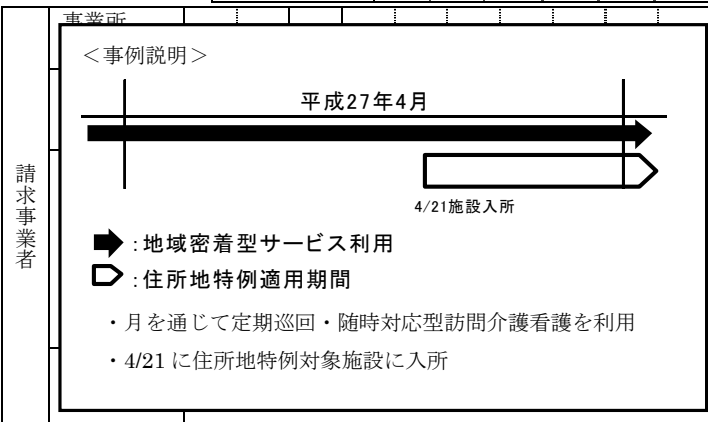 事業所
＜事例説明＞
平成27年4月
4/21施設入所
:地域密着型サービス利用
:住所地特例適用期間
・月を通じて定期巡回・随時対応型訪問介護看護を利用
・4/21 に住所地特例対象施設に入所
請求事業者